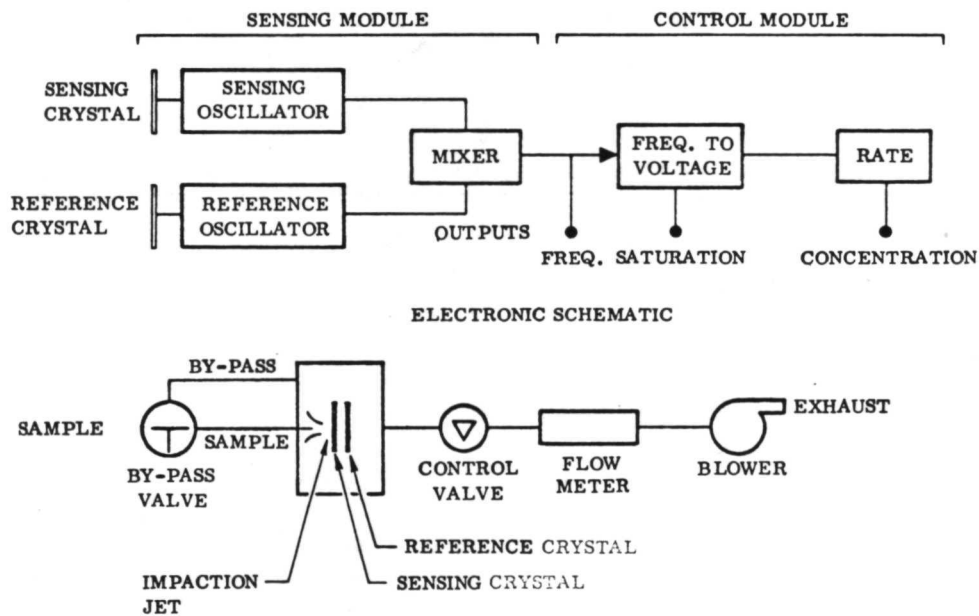 SENSING MODULE
CONTROL MODULE
SENSING
CRYSTAL
SENSING
OSCILLATOR
MIXER
FREQ. TO
VOLTAGE
RATE
REFERENCE
CRYSTAL
REFERENCE
OSCILLATOR
OUTPUTS
FREQ.
SATURATION
CONCENTRATION
ELECTRONIC SCHEMATIC
BY-PASS
SAMPLE
SAMPLE
BY-PASS
VALVE
CONTROL
VALVE
FLOW
METER
BLOWER
EXHAUST
REFERENCE CRYSTAL
SENSING CRYSTAL
IMPACTION
JET